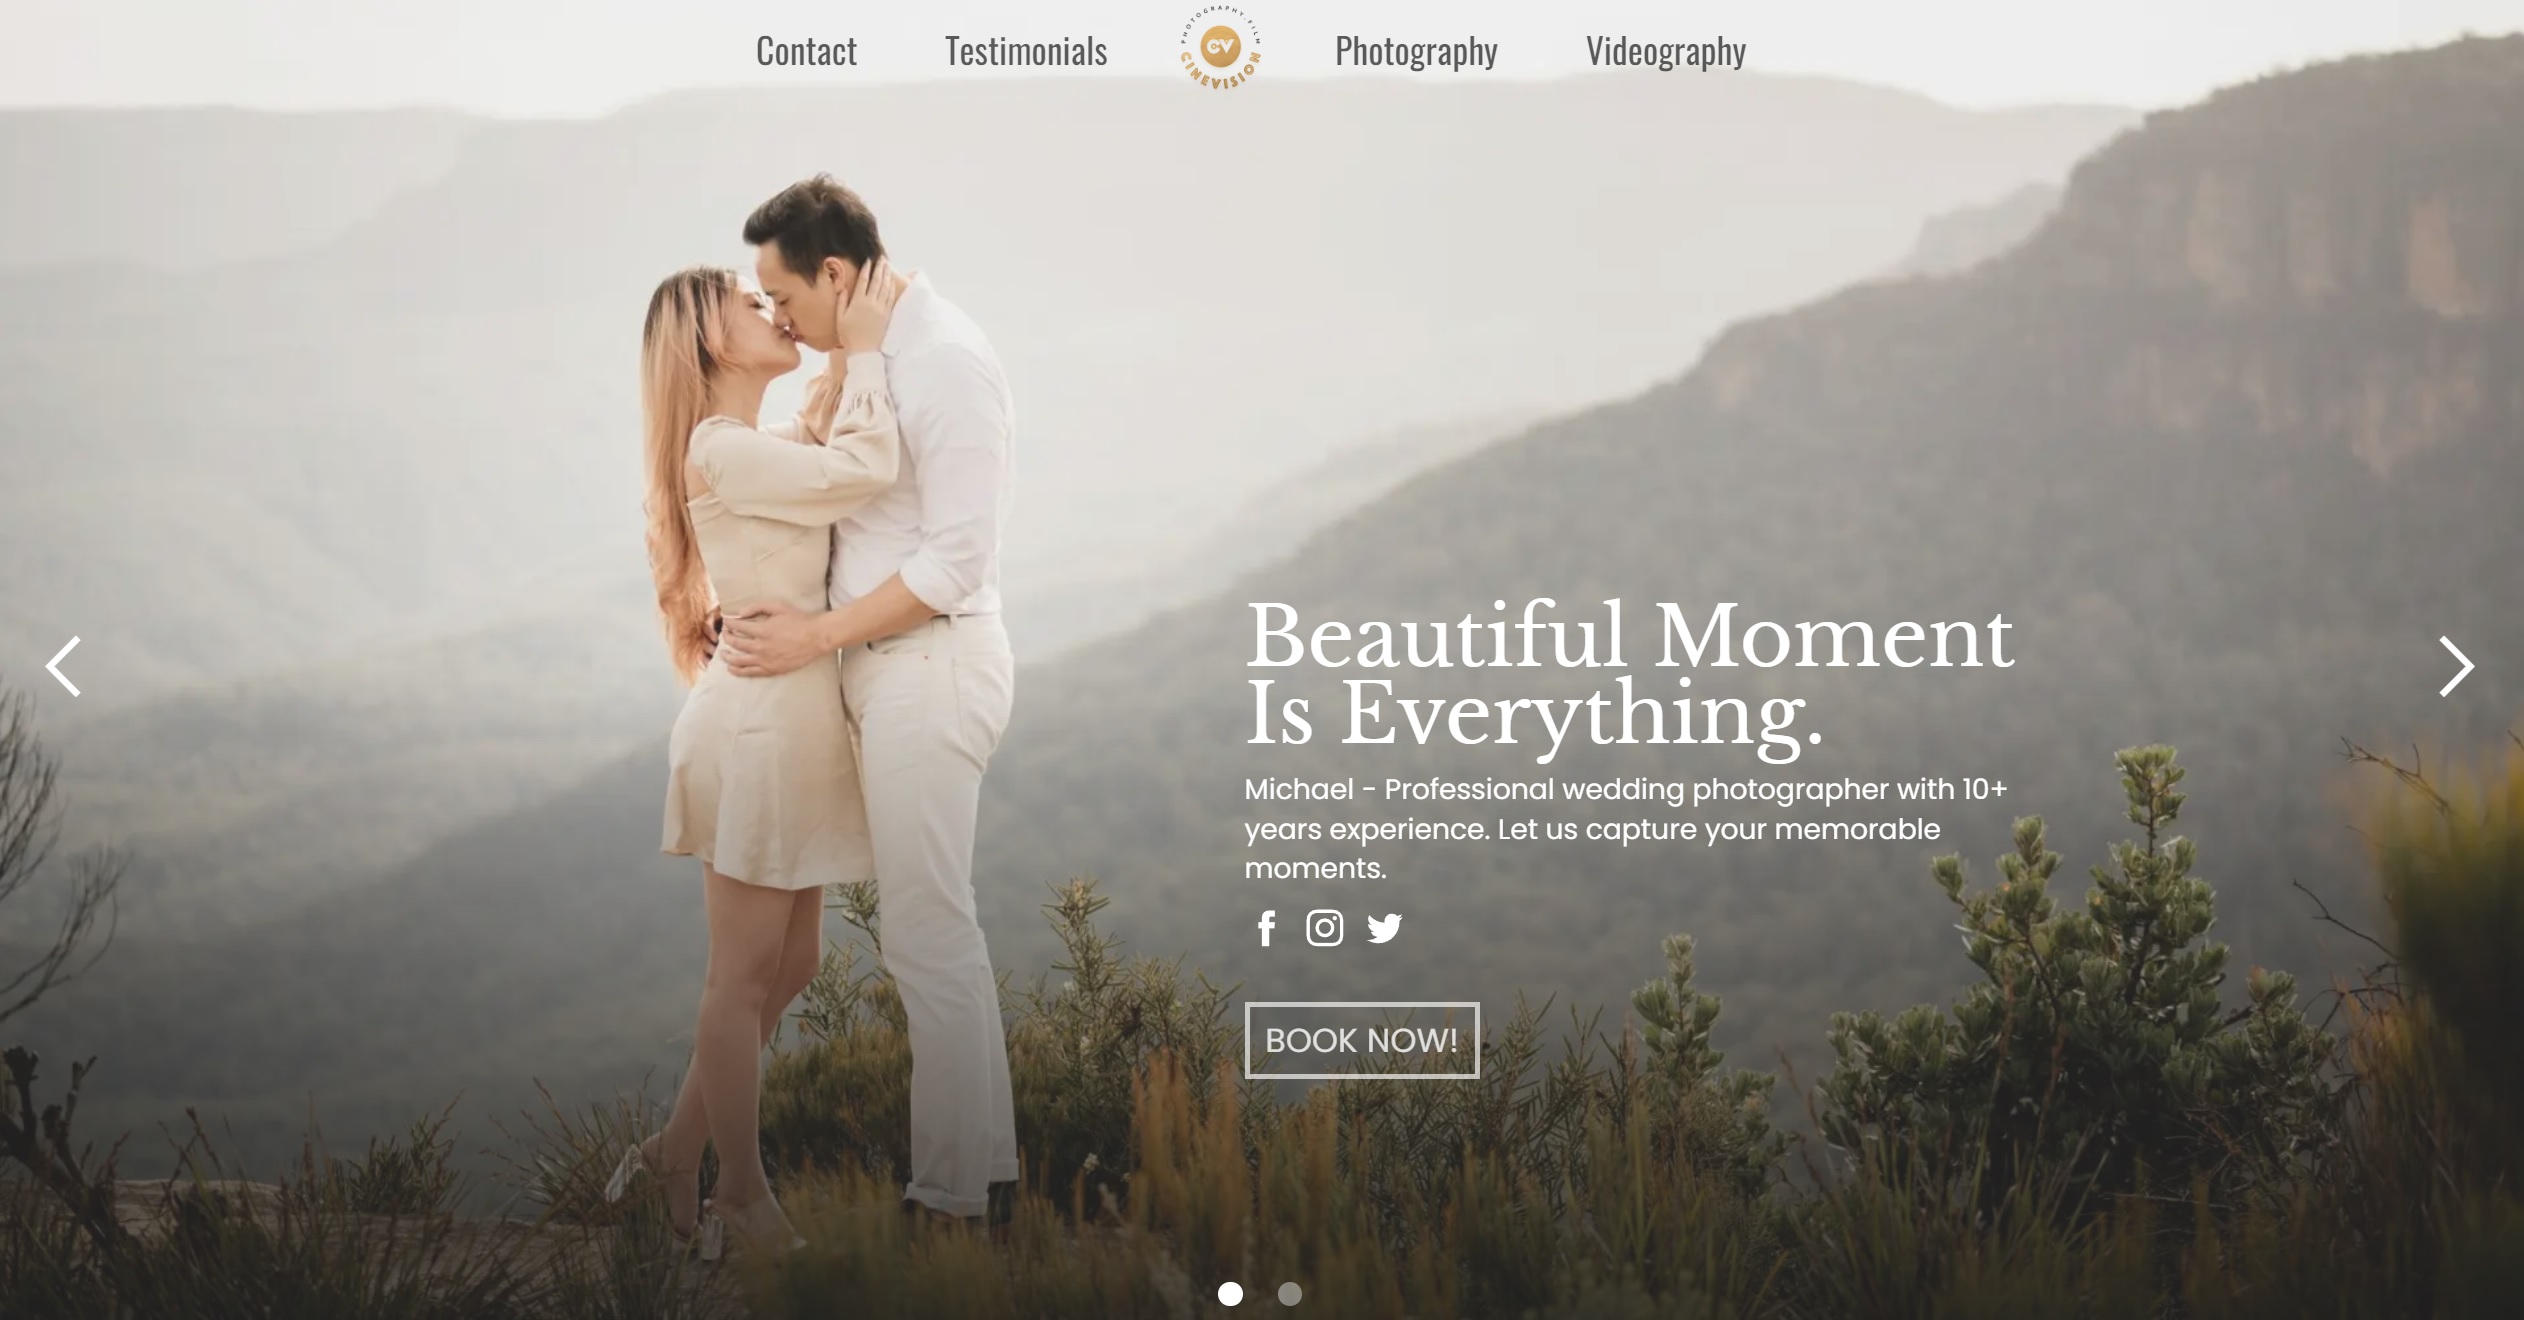 Contact
Testimonials
PHOTOGRAPHY.FILM
CV
CINEVISION
Photography
Videography
Beautiful Moment
Is Everything.
Michael - Professional wedding photographer with 10+
years experience. Let us capture your memorable
moments.
BOOK NOW!